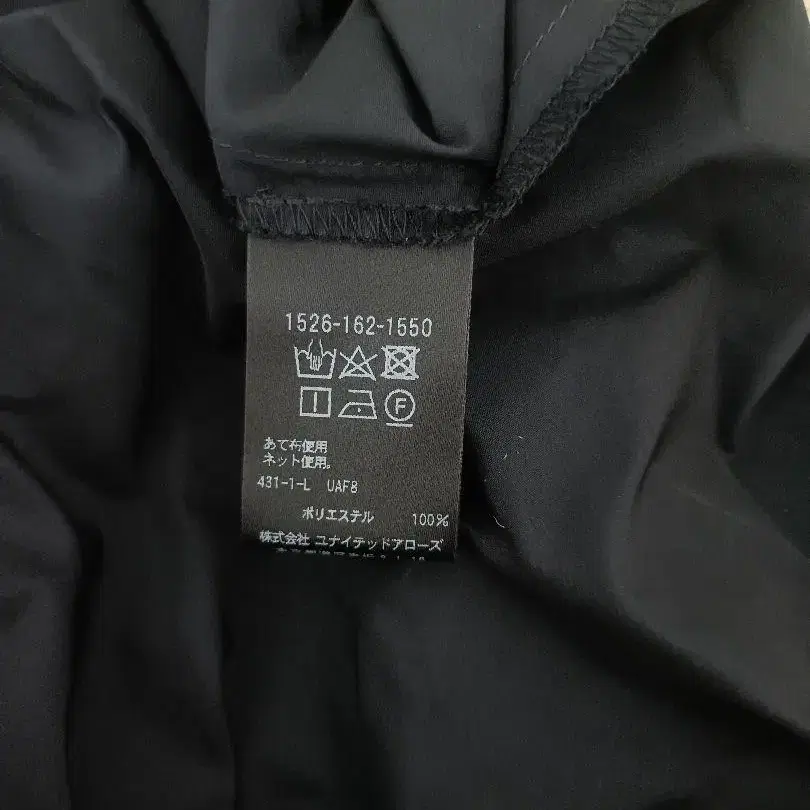 1526-162-1550
F
あて布使用
ネット使用。
431-1-L UAF8
ポリエステル 100%
株式会社 ユナイテッドアローズ